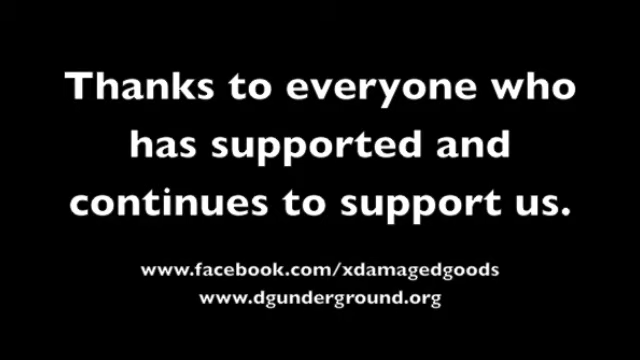 Thanks to everyone who
has supported and
continues to support us.
www.facebook.com/xdamagedgoods
www.dgunderground.org